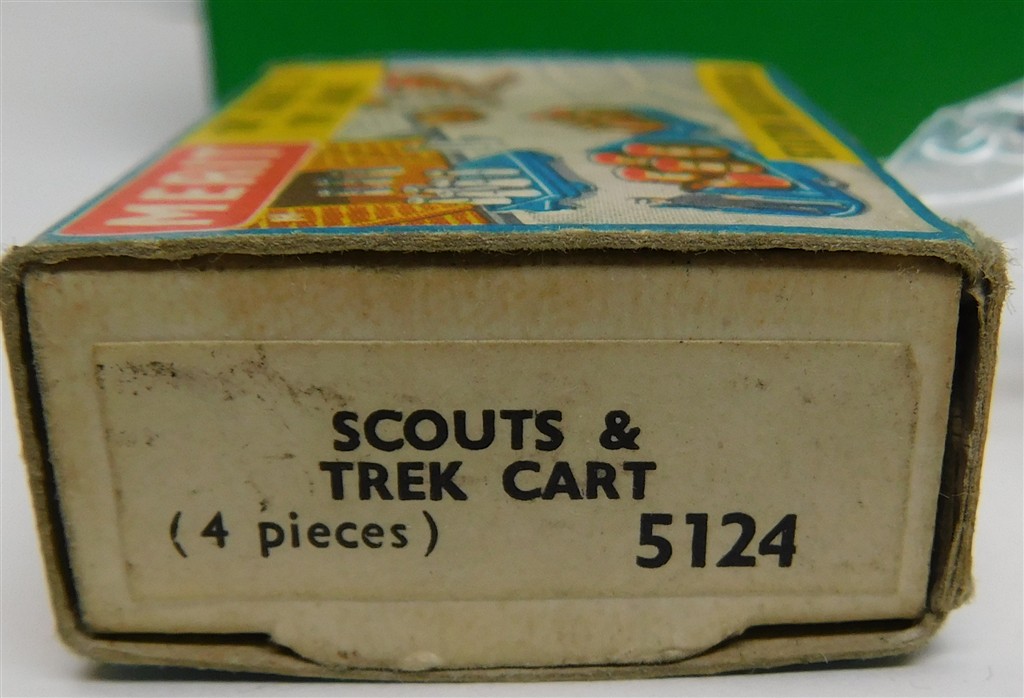 MERIT
SCOUTS &
TREK CART
(4 pieces)
5124